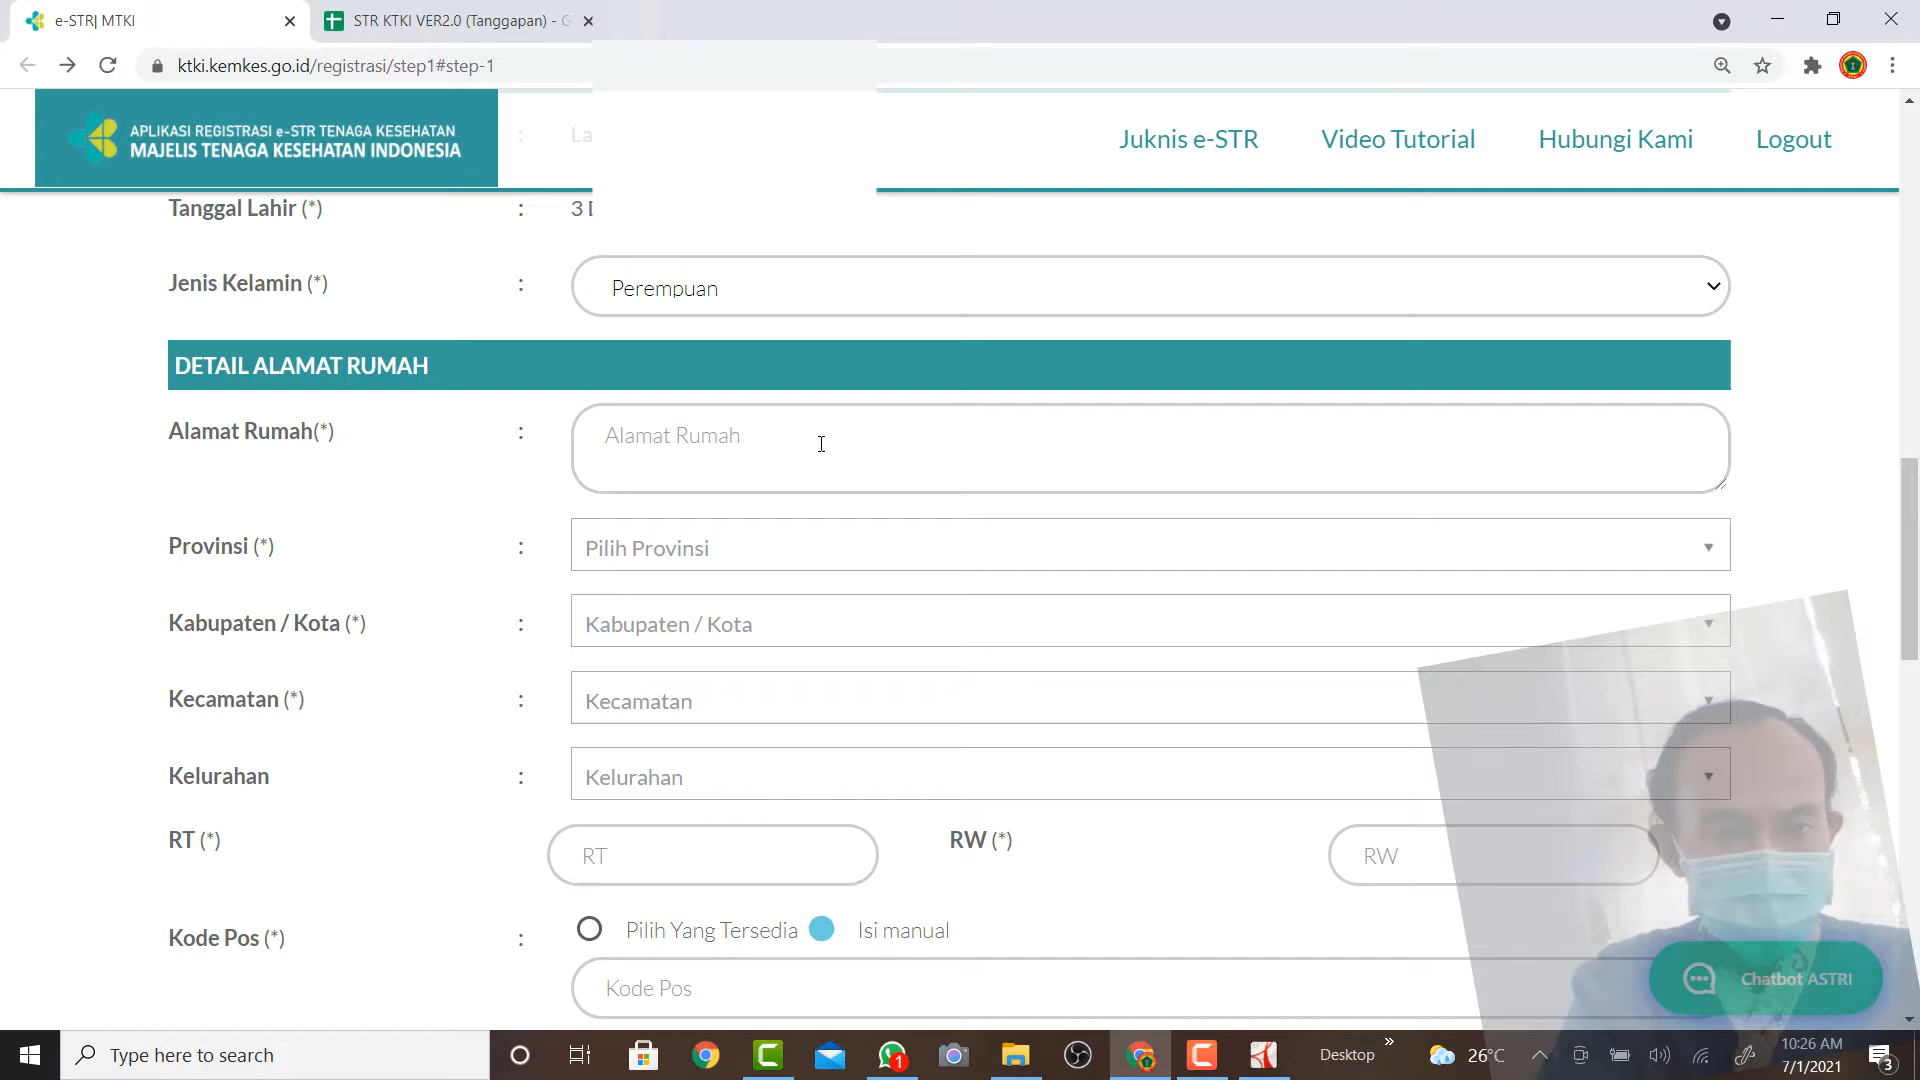 e-STR| MTKI
STR KTKI VER2.0 (Tanggapan) - G
ktki.kemkes.go.id/registrasi/step1#step-1
APLIKASI REGISTRASI e-STR TENAGA KESEHATAN
MAJELIS TENAGA KESEHATAN INDONESIA
: La
Juknis e-STR
Video Tutorial
Hubungi Kami
Logout
Tanggal Lahir (*) : 3
Jenis Kelamin (*) : Perempuan
DETAIL ALAMAT RUMAH
Alamat Rumah(*) : Alamat Rumah
Provinsi (*) : Pilih Provinsi
Kabupaten / Kota (*) : Kabupaten / Kota
Kecamatan (*) : Kecamatan
Kelurahan : Kelurahan
RT (*) RT RW (*) RW
Kode Pos (*) : Pilih Yang Tersedia Isi manual
Kode Pos
Chatbot ASTRI
Type here to search
1
Desktop
»
26°C
10:26 AM
7/1/2021
3